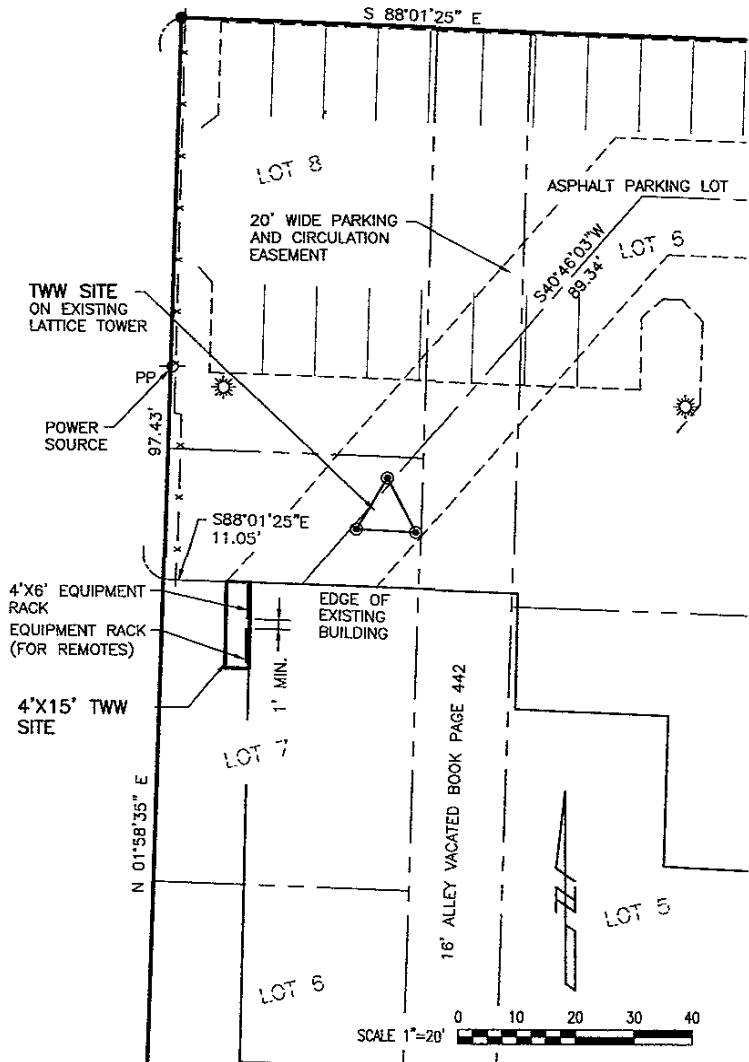 S 88°01'25" E
LOT 8
ASPHALT PARKING LOT
20' WIDE PARKING
AND CIRCULATION
EASEMENT
S40°46'03"W
89.34'
LOT 6
TWW SITE
ON EXISTING
LATTICE TOWER
PP
POWER
SOURCE
97.43'
S88°01'25"E
11.05'
4'X6' EQUIPMENT
RACK
EQUIPMENT RACK
(FOR REMOTES)
EDGE OF
EXISTING
BUILDING
1' MIN.
4'X15' TWW
SITE
LOT 7
N 01°58'35" E
16' ALLEY VACATED BOOK PAGE 442
N
LOT 5
LOT 6
SCALE 1"=20'
0 10 20 30 40